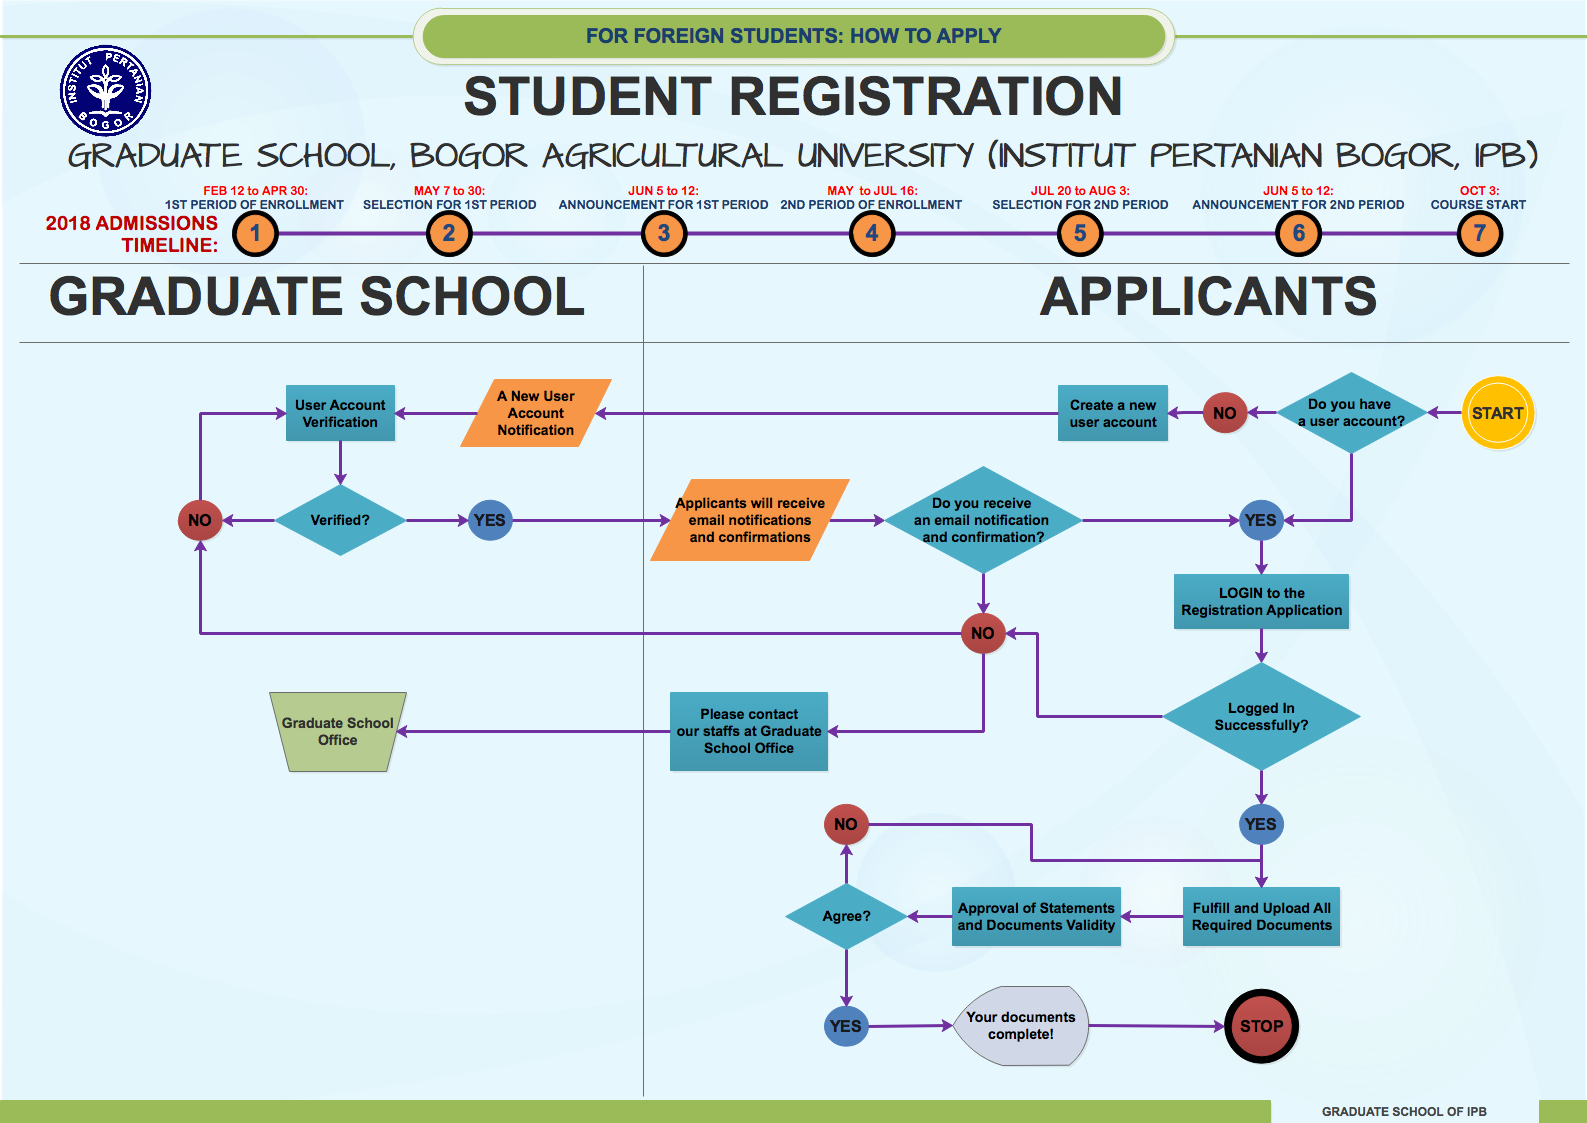 FOR FOREIGN STUDENTS: HOW TO APPLY
INSTITUT PERTANIAN
BOGOR
STUDENT REGISTRATION
GRADUATE SCHOOL, BOGOR AGRICULTURAL UNIVERSITY (INSTITUT PERTANIAN BOGOR, IPB)
2018 ADMISSIONS
TIMELINE:
FEB 12 to APR 30:
1ST PERIOD OF ENROLLMENT
1
MAY 7 to 30:
SELECTION FOR 1ST PERIOD
2
JUN 5 to 12:
ANNOUNCEMENT FOR 1ST PERIOD
3
MAY to JUL 16:
2ND PERIOD OF ENROLLMENT
4
JUL 20 to AUG 3:
SELECTION FOR 2ND PERIOD
5
JUN 5 to 12:
ANNOUNCEMENT FOR 2ND PERIOD
6
OCT 3:
COURSE START
7
GRADUATE SCHOOL
APPLICANTS
User Account
Verification
A New User
Account
Notification
Create a new
user account
NO
Do you have
a user account?
START
NO
Verified?
YES
Applicants will receive
email notifications
and confirmations
Do you receive
an email notification
and confirmation?
YES
LOGIN to the
Registration Application
NO
Graduate School
Office
Please contact
our staffs at Graduate
School Office
Logged In
Successfully?
NO
YES
Agree?
Approval of Statements
and Documents Validity
Fulfill and Upload All
Required Documents
YES
Your documents
complete!
STOP
GRADUATE SCHOOL OF IPB